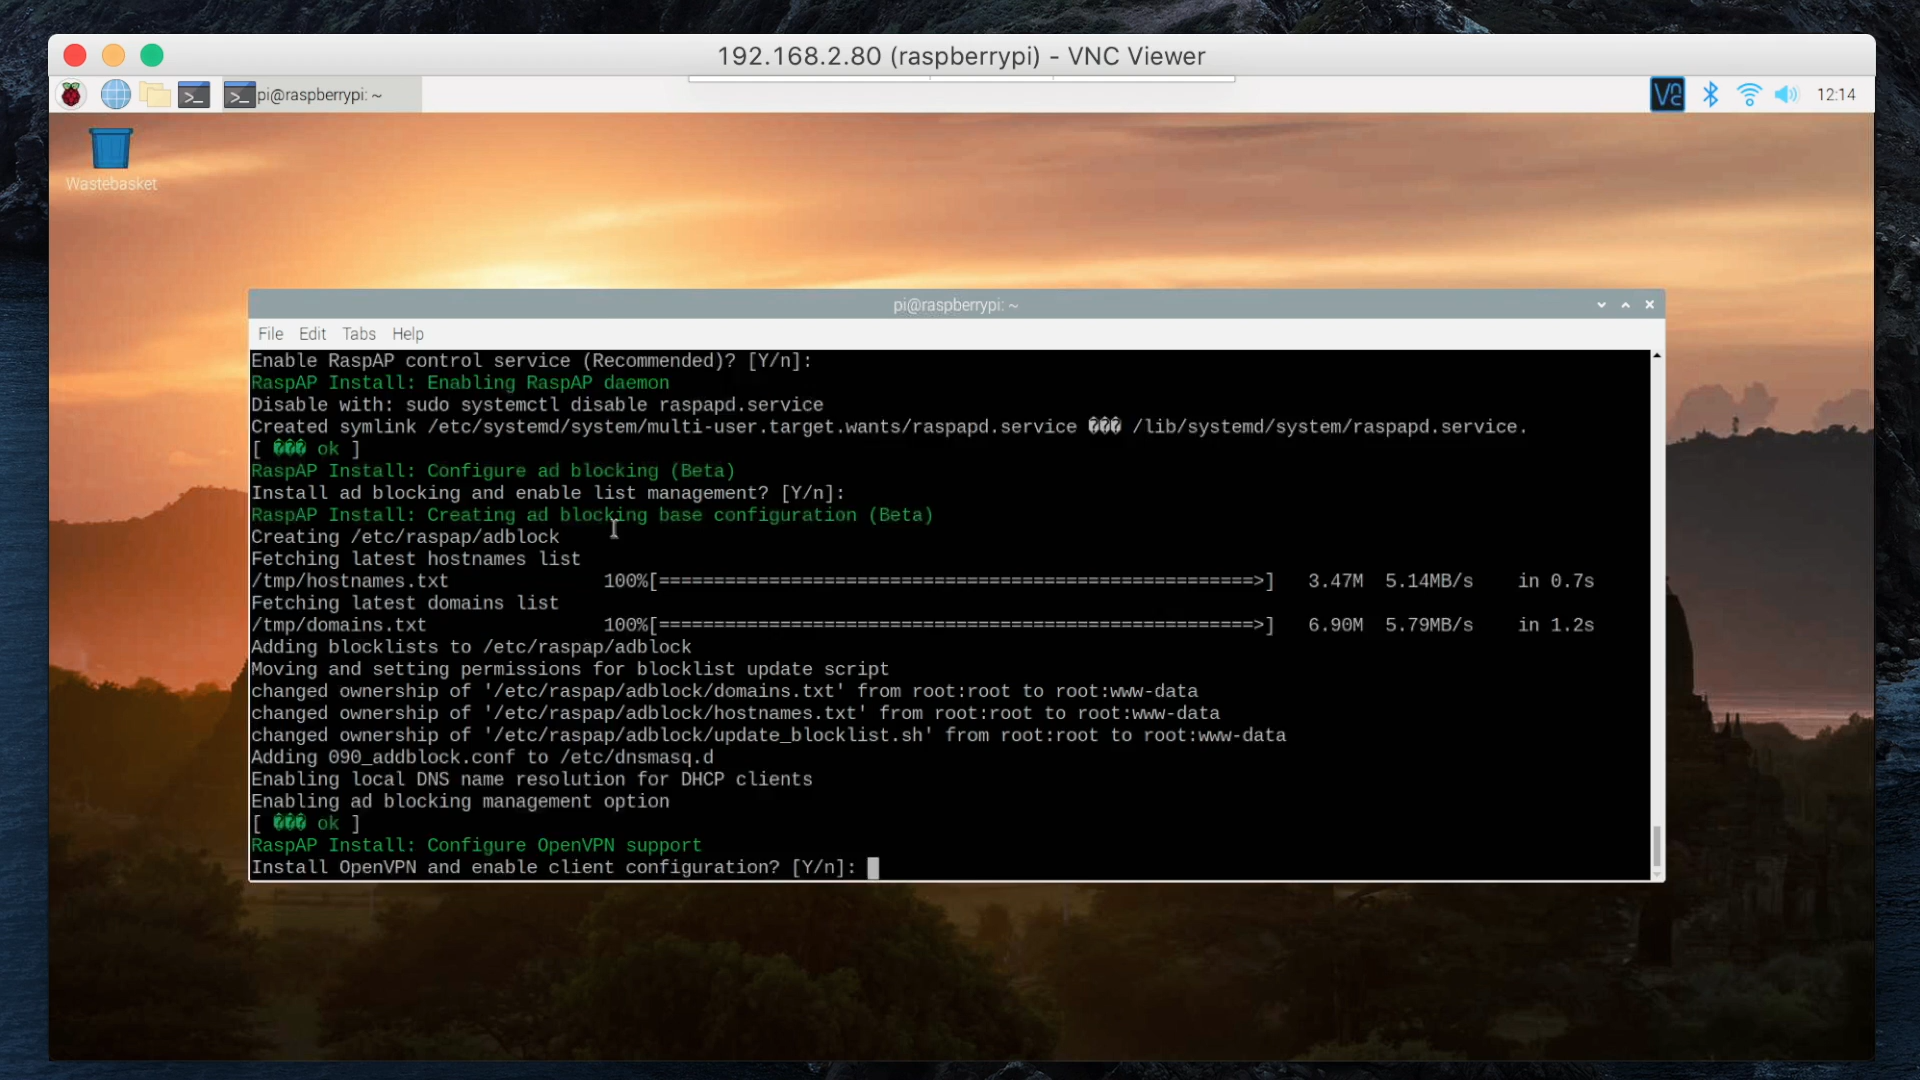 192.168.2.80 (raspberrypi) - VNC Viewer
pi@raspberrypi: ~
12:14
Wastebasket
pi@raspberrypi: ~
File Edit Tabs Help
Enable RaspAP control service (Recommended)? [Y/n]:
RaspAP Install: Enabling RaspAP daemon
Disable with: sudo systemctl disable raspapd.service
Created symlink /etc/systemd/system/multi-user.target.wants/raspapd.service ��� /lib/systemd/system/raspapd.service.
[ ��� ok ]
RaspAP Install: Configure ad blocking (Beta)
Install ad blocking and enable list management? [Y/n]:
RaspAP Install: Creating ad blocking base configuration (Beta)
Creating /etc/raspap/adblock
Fetching latest hostnames list
/tmp/hostnames.txt 100%[======================================================>] 3.47M 5.14MB/s in 0.7s
Fetching latest domains list
/tmp/domains.txt 100%[======================================================>] 6.90M 5.79MB/s in 1.2s
Adding blocklists to /etc/raspap/adblock
Moving and setting permissions for blocklist update script
changed ownership of '/etc/raspap/adblock/domains.txt' from root:root to root:www-data
changed ownership of '/etc/raspap/adblock/hostnames.txt' from root:root to root:www-data
changed ownership of '/etc/raspap/adblock/update_blocklist.sh' from root:root to root:www-data
Adding 090_addblock.conf to /etc/dnsmasq.d
Enabling local DNS name resolution for DHCP clients
Enabling ad blocking management option
[ ��� ok ]
RaspAP Install: Configure OpenVPN support
Install OpenVPN and enable client configuration? [Y/n]: